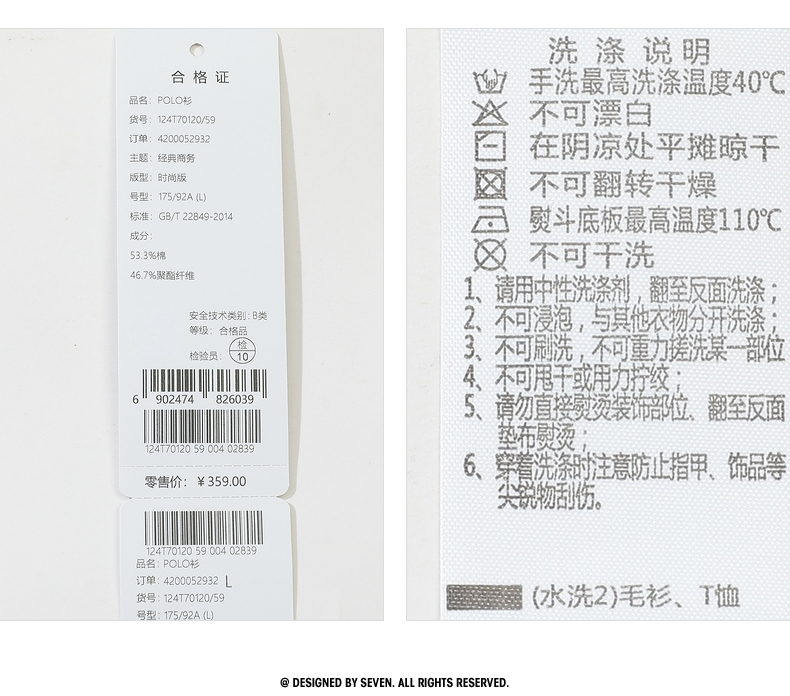 合格证
品名: POLO衫
货号: 124T70120/59
订单: 4200052932
主题: 经典商务
版型: 时尚版
号型: 175/92A (L)
标准: GB/T 22849-2014
成分:
53.3%棉
46.7%聚酯纤维
安全技术类别: B类
等级: 合格品
检验员: 检 10
6 902474 826039
124T70120 59 004 02839
零售价: ￥359.00
124T70120 59 004 02839
品名: POLO衫
订单: 4200052932 L
货号: 124T70120/59
号型: 175/92A (L)
洗涤说明
手洗最高洗涤温度40℃
不可漂白
在阴凉处平摊晾干
不可翻转干燥
熨斗底板最高温度110℃
不可干洗
1、请用中性洗涤剂，翻至反面洗涤；
2、不可浸泡，与其他衣物分开洗涤；
3、不可刷洗，不可重力搓洗某一部位
4、不可甩干或用力拧绞；
5、请勿直接熨烫装饰部位、翻至反面
垫布熨烫；
6、穿着洗涤时注意防止指甲、饰品等
尖锐物刮伤。
(水洗2)毛衫、T恤
@ DESIGNED BY SEVEN. ALL RIGHTS RESERVED.